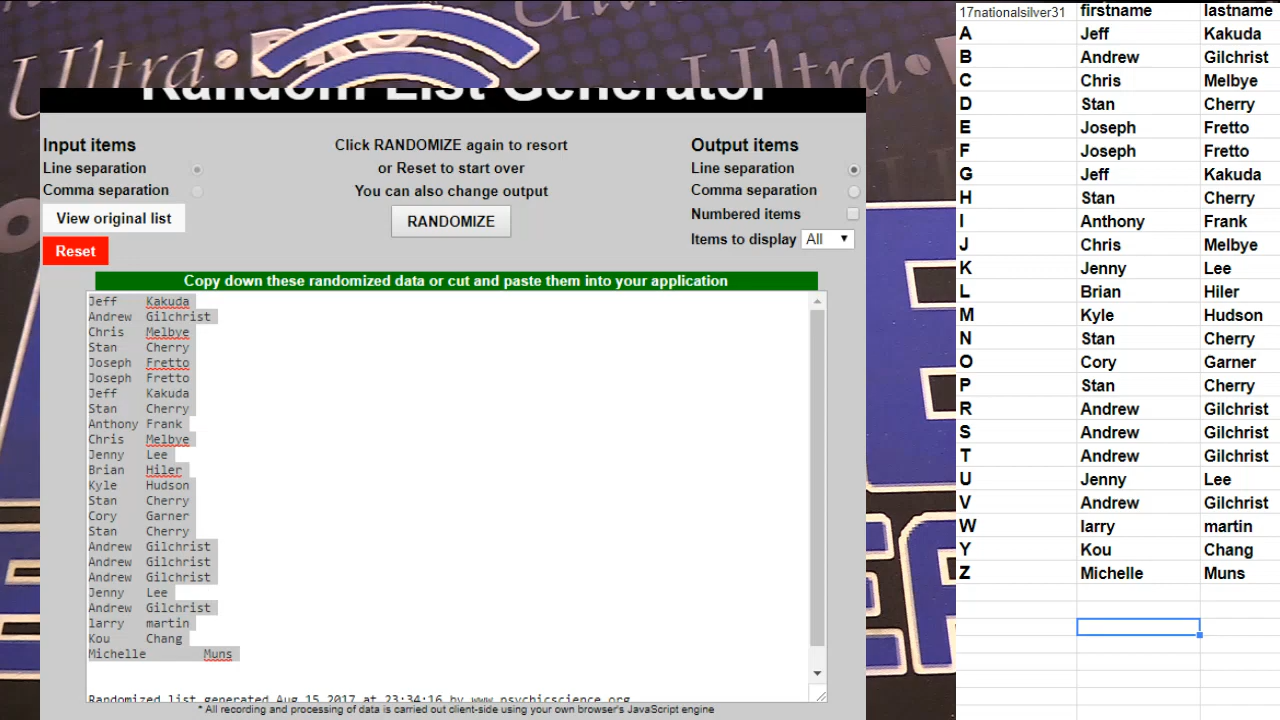 Ultra PRO
Random List Generator
Input items
Line separation
Comma separation
View original list
Reset
Click RANDOMIZE again to resort
or Reset to start over
You can also change output
RANDOMIZE
Output items
Line separation
Comma separation
Numbered items
Items to display All
Copy down these randomized data or cut and paste them into your application
Jeff Kakuda
Andrew Gilchrist
Chris Melbye
Stan Cherry
Joseph Fretto
Joseph Fretto
Jeff Kakuda
Stan Cherry
Anthony Frank
Chris Melbye
Jenny Lee
Brian Hiler
Kyle Hudson
Stan Cherry
Cory Garner
Stan Cherry
Andrew Gilchrist
Andrew Gilchrist
Andrew Gilchrist
Jenny Lee
Andrew Gilchrist
larry martin
Kou Chang
Michelle Muns
Randomized list generated Aug 15 2017 at 23:34:16 by www.psychicscience.org
* All recording and processing of data is carried out client-side using your own browser's JavaScript engine
17nationalsilver31 firstname lastname
A Jeff Kakuda
B Andrew Gilchrist
C Chris Melbye
D Stan Cherry
E Joseph Fretto
F Joseph Fretto
G Jeff Kakuda
H Stan Cherry
I Anthony Frank
J Chris Melbye
K Jenny Lee
L Brian Hiler
M Kyle Hudson
N Stan Cherry
O Cory Garner
P Stan Cherry
R Andrew Gilchrist
S Andrew Gilchrist
T Andrew Gilchrist
U Jenny Lee
V Andrew Gilchrist
W larry martin
Y Kou Chang
Z Michelle Muns